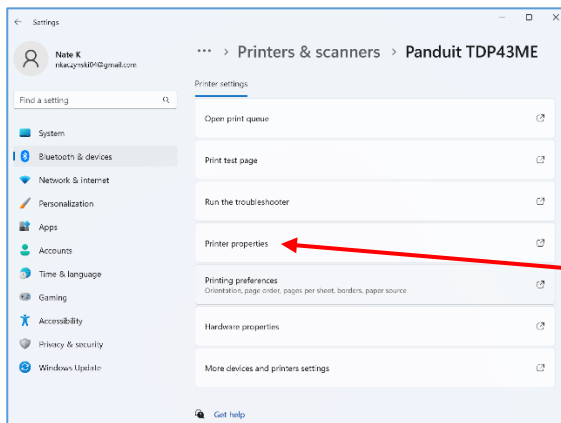 Settings
Nate K
nkaczynski04@gmail.com
Find a setting
System
Bluetooth & devices
Network & internet
Personalization
Apps
Accounts
Time & language
Gaming
Accessibility
Privacy & security
Windows Update
··· > Printers & scanners > Panduit TDP43ME
Printer settings
Open print queue
Print test page
Run the troubleshooter
Printer properties
Printing preferences
Orientation, page order, pages per sheet, borders, paper source
Hardware properties
More devices and printers settings
Get help